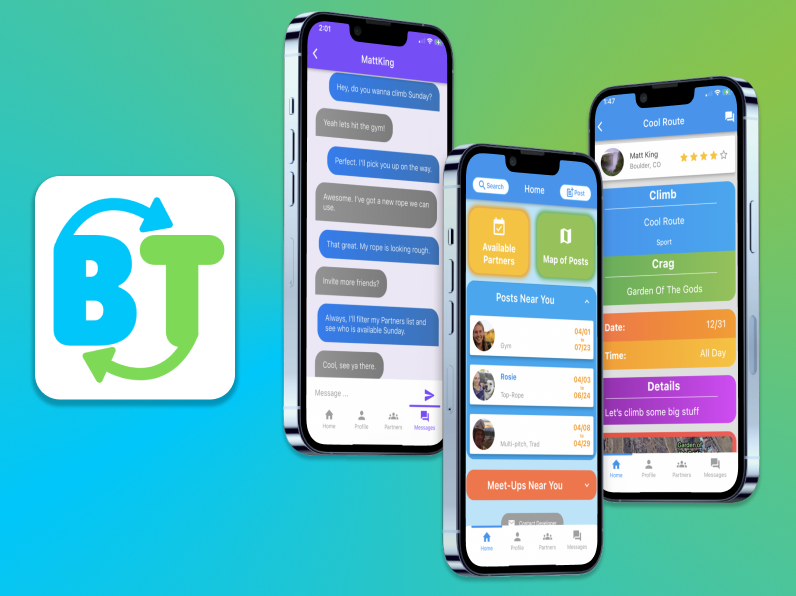 BT
2:01
MattKing
Hey, do you wanna climb Sunday?
Yeah lets hit the gym!
Perfect. I'll pick you up on the way.
Awesome. I've got a new rope we can
use.
That great. My rope is looking rough.
Invite more friends?
Always, I'll filter my Partners list and
see who is available Sunday.
Cool, see ya there.
Message ...
Home Profile Partners Messages
Search Home Post
Available
Partners
Map of Posts
Posts Near You
Gym
04/01
to
07/23
Rosie
Top-Rope
04/03
to
06/24
Multi-pitch, Trad
04/08
to
04/29
Meet-Ups Near You
Contact Developer
Home Profile Partners Messages
1:47
Cool Route
Matt King
Boulder, CO
Climb
Cool Route
Sport
Crag
Garden Of The Gods
Date: 12/31
Time: All Day
Details
Let's climb some big stuff
Garden of
Home Profile Partners Messages